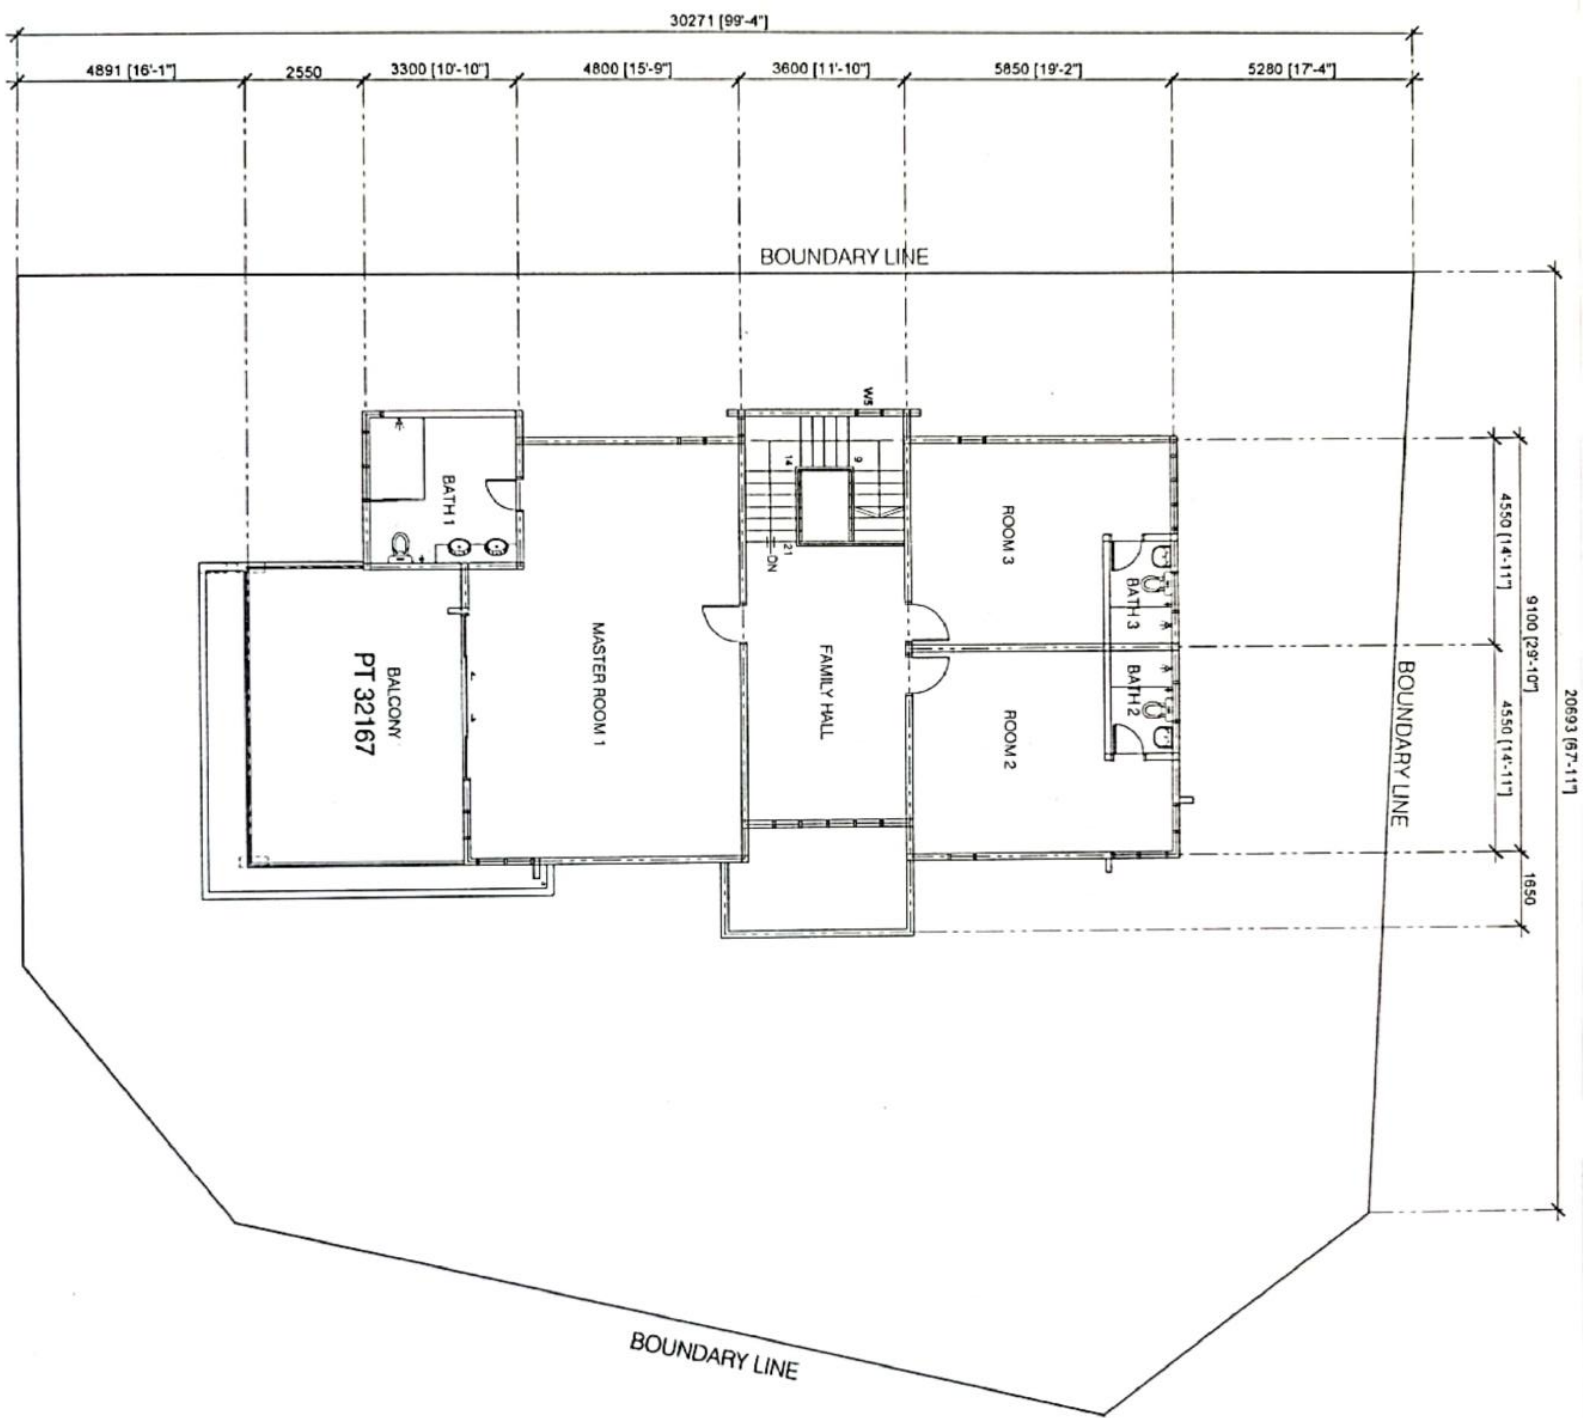 30271 [99'-4"]
4891 [16'-1"]
2550
3300 [10'-10"]
4800 [15'-9"]
3600 [11'-10"]
5850 [19'-2"]
5280 [17'-4"]
BOUNDARY LINE
W5
14
9
21
DN
BATH 1
ROOM 3
BATH 3
MASTER ROOM 1
FAMILY HALL
BATH 2
ROOM 2
BALCONY
PT 32167
4550 [14'-11"]
4550 [14'-11"]
9100 [29'-10"]
1650
20693 [67'-11"]
BOUNDARY LINE
BOUNDARY LINE